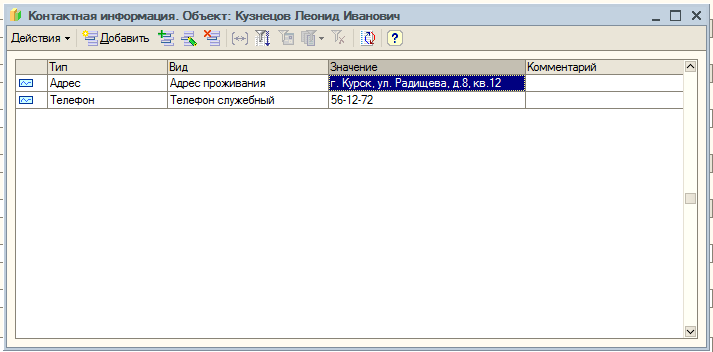 Контактная информация. Объект: Кузнецов Леонид Иванович
Действия Добавить ?
Тип Вид Значение Комментарий
Адрес Адрес проживания г. Курск, ул. Радищева, д.8, кв.12
Телефон Телефон служебный 56-12-72